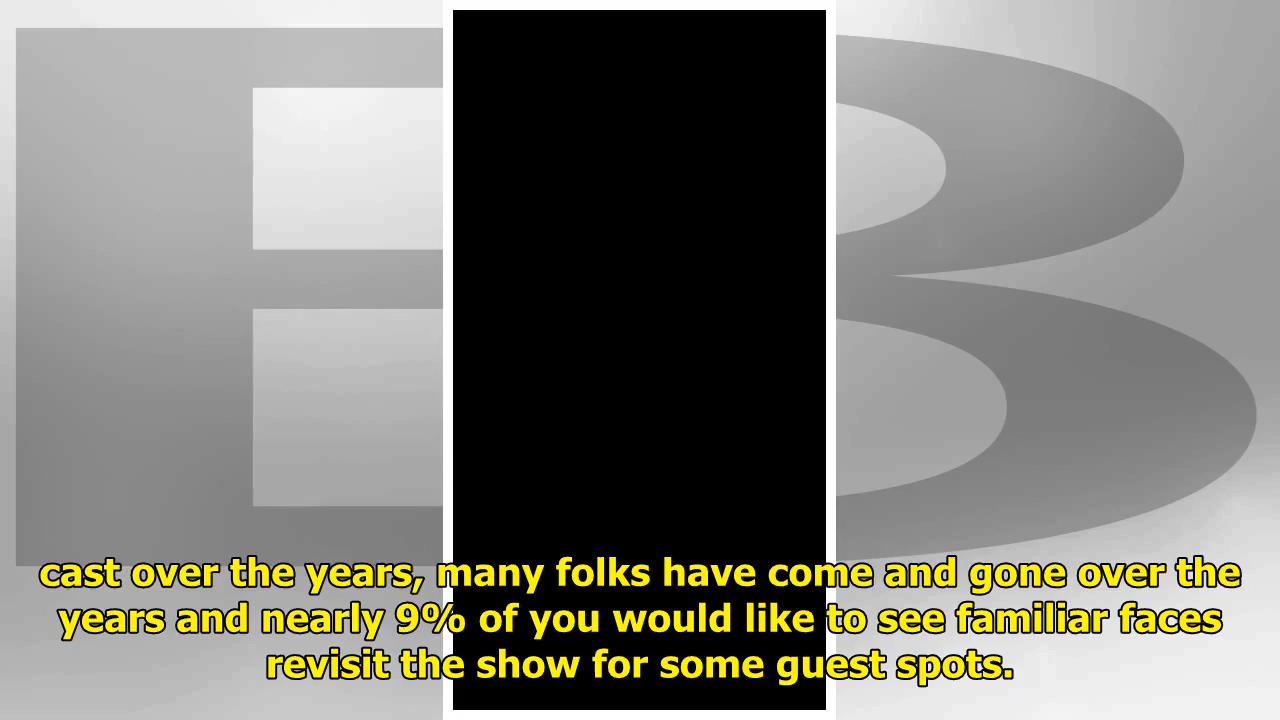 EB
cast over the years, many folks have come and gone over the
years and nearly 9% of you would like to see familiar faces
revisit the show for some guest spots.